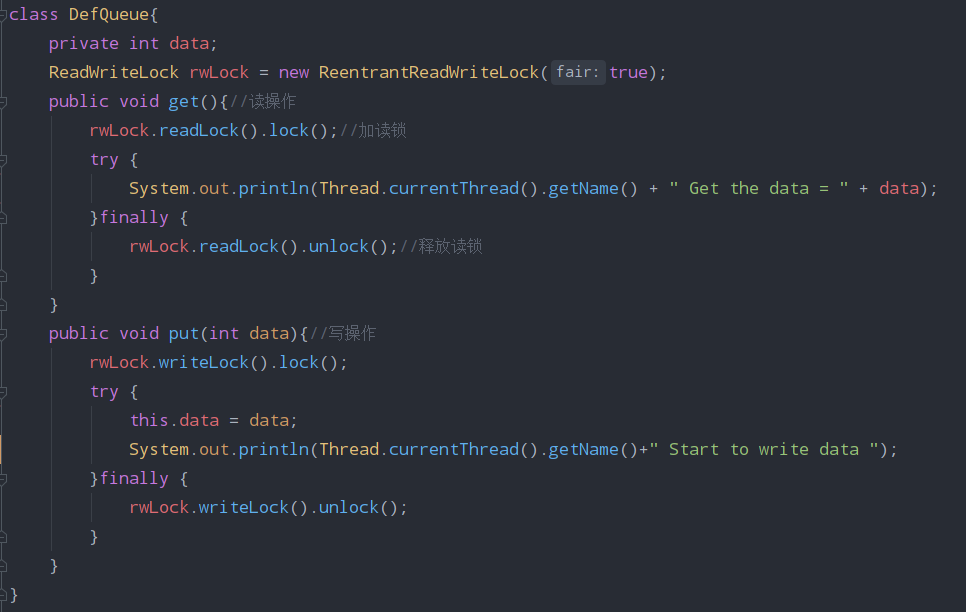 class DefQueue{
    private int data;
    ReadWriteLock rwLock = new ReentrantReadWriteLock( fair: true);
    public void get(){//读操作
        rwLock.readLock().lock();//加读锁
        try {
            System.out.println(Thread.currentThread().getName() + " Get the data = " + data);
        }finally {
            rwLock.readLock().unlock();//释放读锁
        }
    }
    public void put(int data){//写操作
        rwLock.writeLock().lock();
        try {
            this.data = data;
            System.out.println(Thread.currentThread().getName()+" Start to write data ");
        }finally {
            rwLock.writeLock().unlock();
        }
    }
}